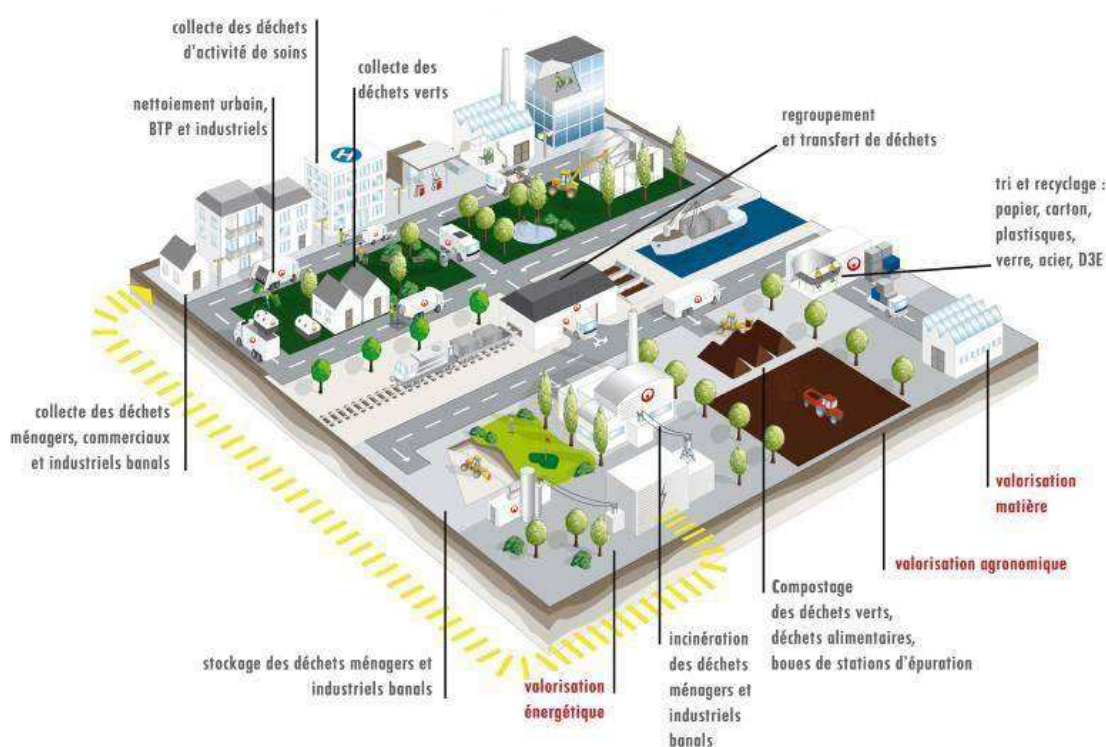 collecte des déchets
d'activité de soins
collecte des
déchets verts
nettoiement urbain,
BTP et industriels
regroupement
et transfert de déchets
tri et recyclage :
papier, carton,
plastisques,
verre, acier, D3E
H
collecte des déchets
ménagers, commerciaux
et industriels banals
valorisation
matière
valorisation agronomique
Compostage
des déchets verts,
déchets alimentaires,
boues de stations d'épuration
stockage des déchets ménagers et
industriels banals
valorisation
énergétique
incinération
des déchets
ménagers et
industriels
banals